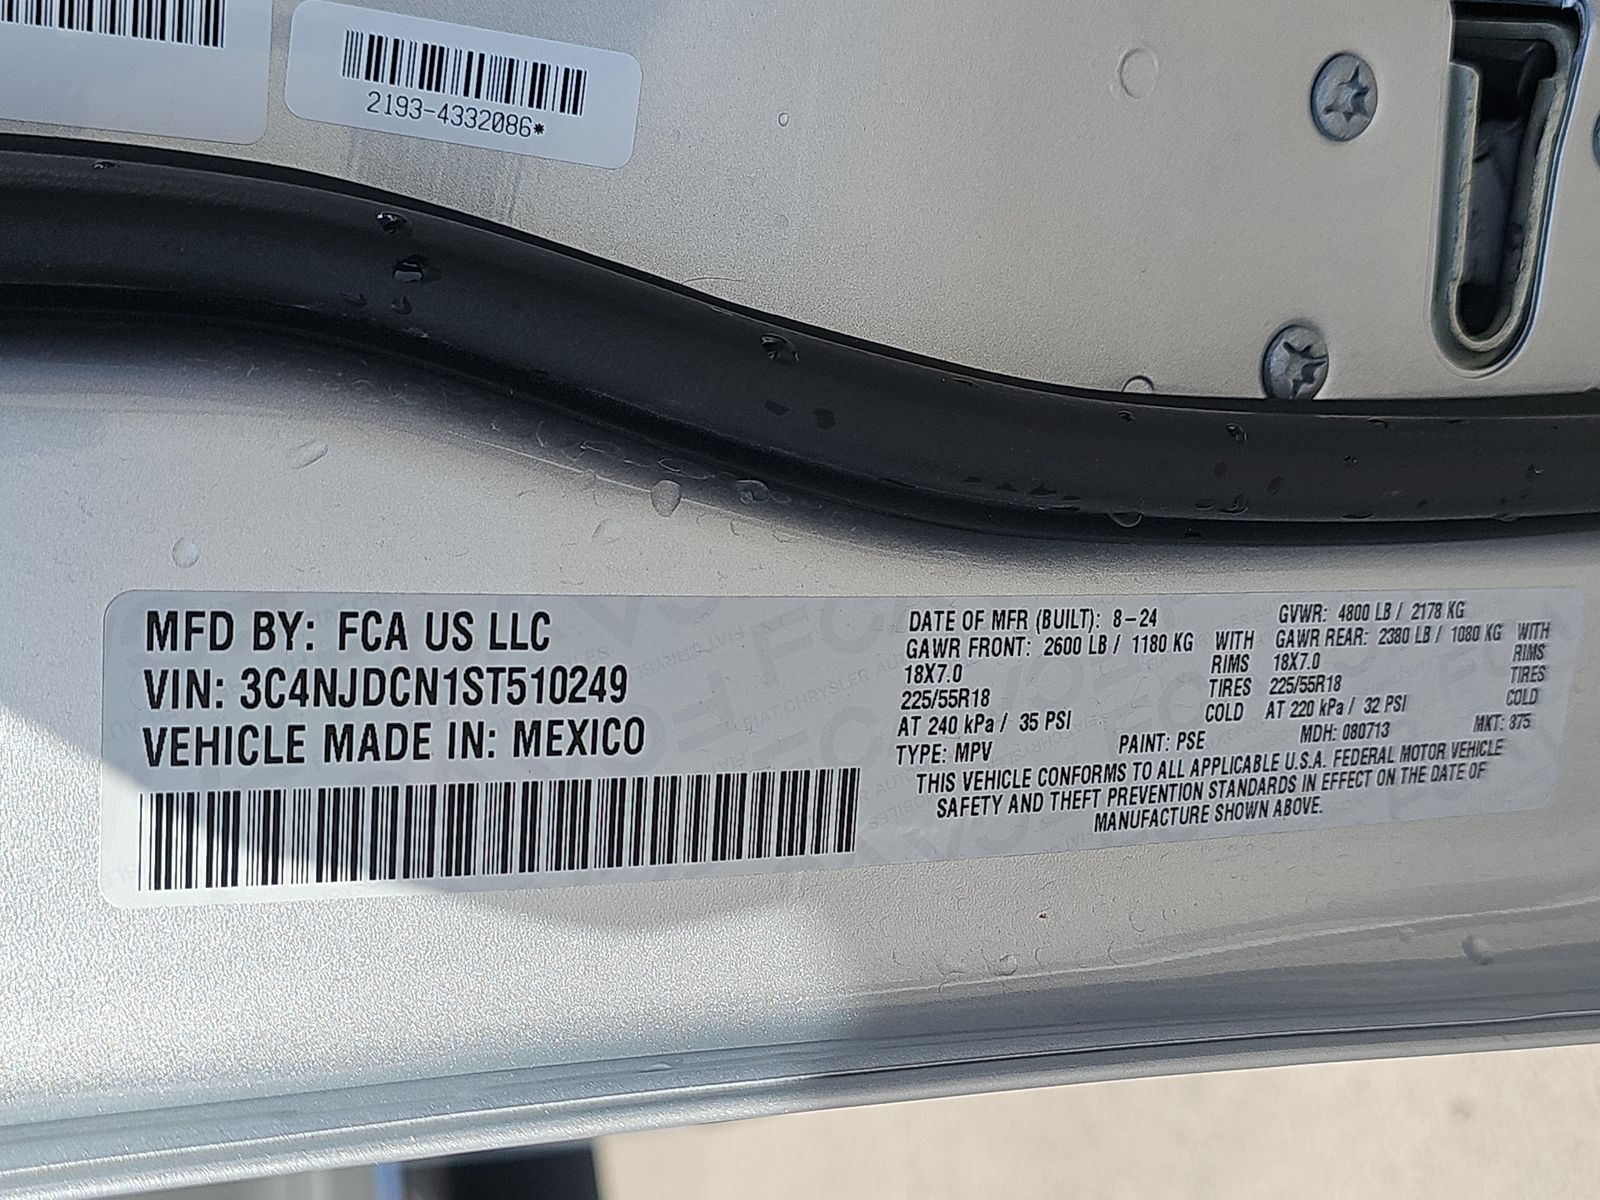 2193-4332086*
MFD BY: FCA US LLC
VIN: 3C4NJDCN1ST510249
VEHICLE MADE IN: MEXICO
DATE OF MFR (BUILT): 8-24 GVWR: 4800 LB / 2178 KG
GAWR FRONT: 2600 LB / 1180 KG WITH GAWR REAR: 2380 LB / 1080 KG WITH
18X7.0 RIMS 18X7.0 RIMS
225/55R18 TIRES 225/55R18 TIRES
AT 240 kPa / 35 PSI COLD AT 220 kPa / 32 PSI COLD
TYPE: MPV PAINT: PSE MDH: 080713 MKT: 875
THIS VEHICLE CONFORMS TO ALL APPLICABLE U.S.A. FEDERAL MOTOR VEHICLE
SAFETY AND THEFT PREVENTION STANDARDS IN EFFECT ON THE DATE OF
MANUFACTURE SHOWN ABOVE.